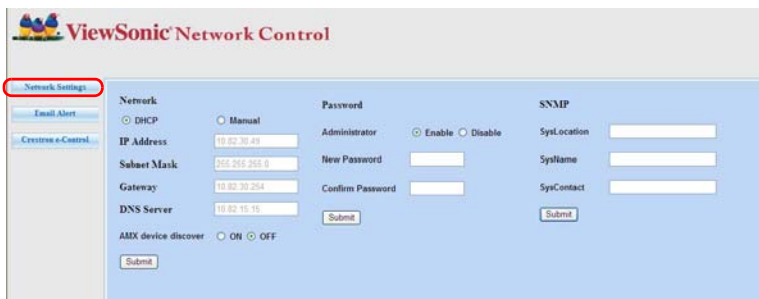 ViewSonic® Network Control
Network Settings
Email Alert
Crestron e-Control
Network
DHCP Manual
IP Address 10.82.30.49
Subnet Mask 255.255.255.0
Gateway 10.82.30.254
DNS Server 10.82.15.15
AMX device discover ON OFF
Submit
Password
Administrator Enable Disable
New Password
Confirm Password
Submit
SNMP
SysLocation
SysName
SysContact
Submit